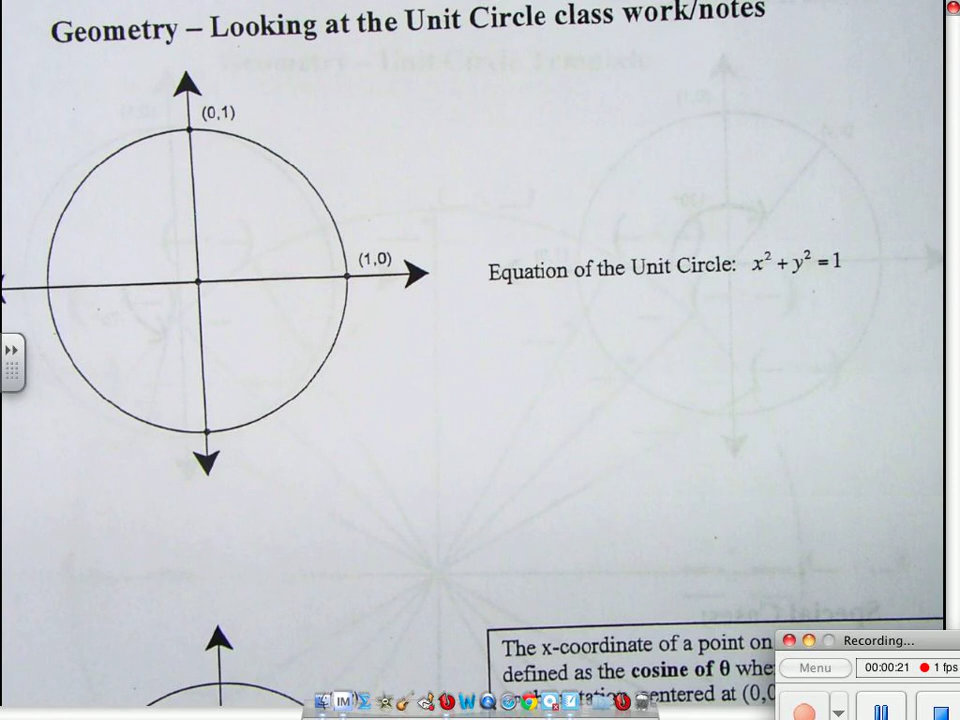 Geometry – Looking at the Unit Circle class work/notes
(0,1)
(1,0)
Equation of the Unit Circle: x² + y² = 1
The x-coordinate of a point on
defined as the cosine of θ whe
centered at (0,0
Recording...
Menu
00:00:21
1 fps
IM